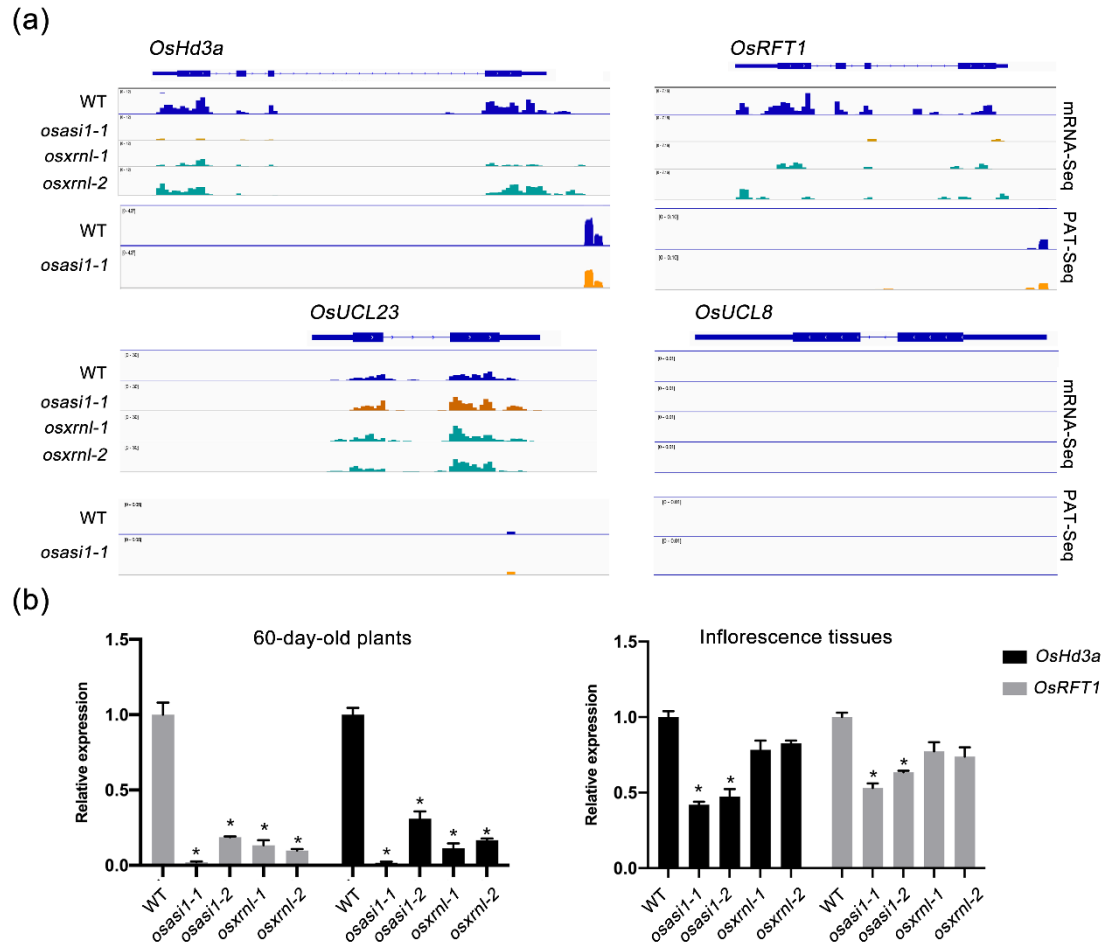 (a)
OsHd3a
OsRFT1
WT
osasi1-1
osxrnl-1
osxrnl-2
mRNA-Seq
WT
osasi1-1
PAT-Seq
OsUCL23
OsUCL8
WT
osasi1-1
osxrnl-1
osxrnl-2
mRNA-Seq
WT
osasi1-1
PAT-Seq
(b)
60-day-old plants
Relative expression
1.5
1.0
0.5
0.0
* * * * * * * *
WT osasi1-1 osasi1-2 osxrnl-1 osxrnl-2 WT osasi1-1 osasi1-2 osxrnl-1 osxrnl-2
Inflorescence tissues
Relative expression
1.5
1.0
0.5
0.0
* * * *
WT osasi1-1 osasi1-2 osxrnl-1 osxrnl-2 WT osasi1-1 osasi1-2 osxrnl-1 osxrnl-2
OsHd3a
OsRFT1